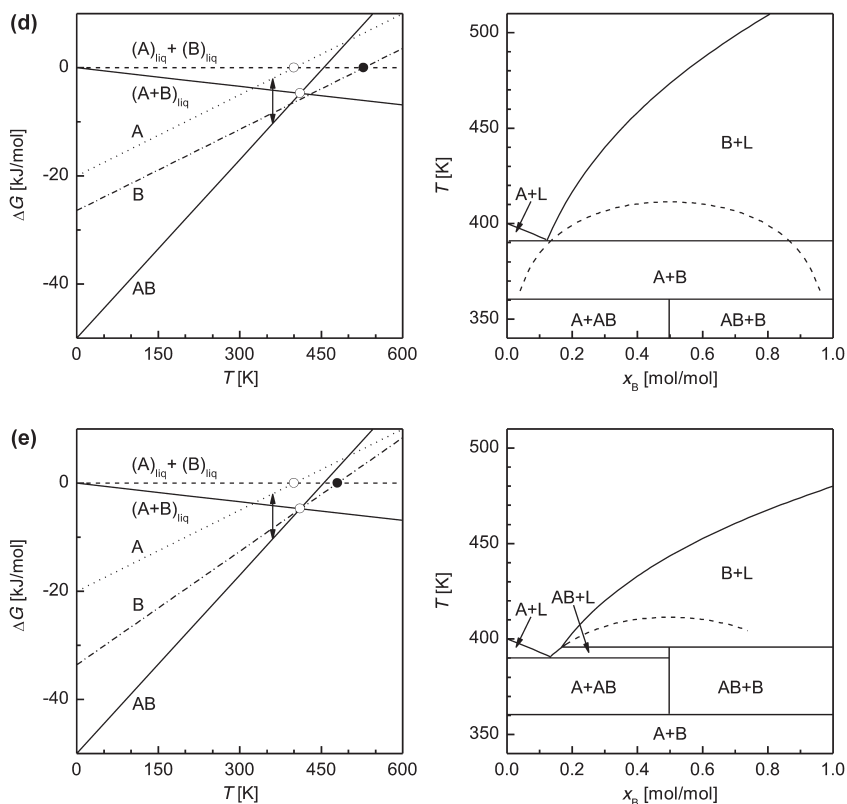 (d)
10
0
-20
-40
ΔG [kJ/mol]
(A)liq + (B)liq
(A+B)liq
A
B
AB
0 150 300 450 600
T [K]
500
450
400
350
T [K]
A+L
B+L
A+B
A+AB AB+B
0.0 0.2 0.4 0.6 0.8 1.0
xB [mol/mol]
(e)
0
-20
-40
ΔG [kJ/mol]
(A)liq + (B)liq
(A+B)liq
A
B
AB
0 150 300 450 600
T [K]
500
450
400
350
T [K]
A+L
AB+L
B+L
A+AB AB+B
A+B
0.0 0.2 0.4 0.6 0.8 1.0
xB [mol/mol]